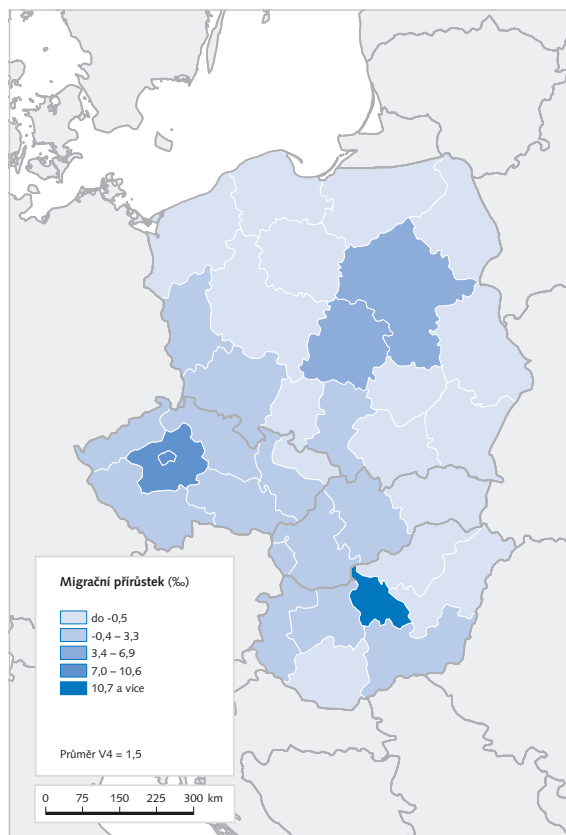 Migrační přírůstek (‰)
do -0,5
-0,4 – 3,3
3,4 – 6,9
7,0 – 10,6
10,7 a více
Průměr V4 = 1,5
0 75 150 225 300 km